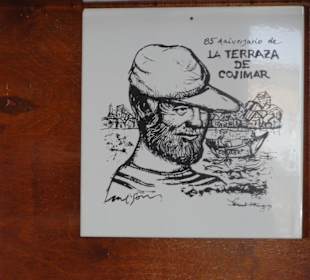 85 aniversario de
LA TERRAZA
DE
COJIMAR